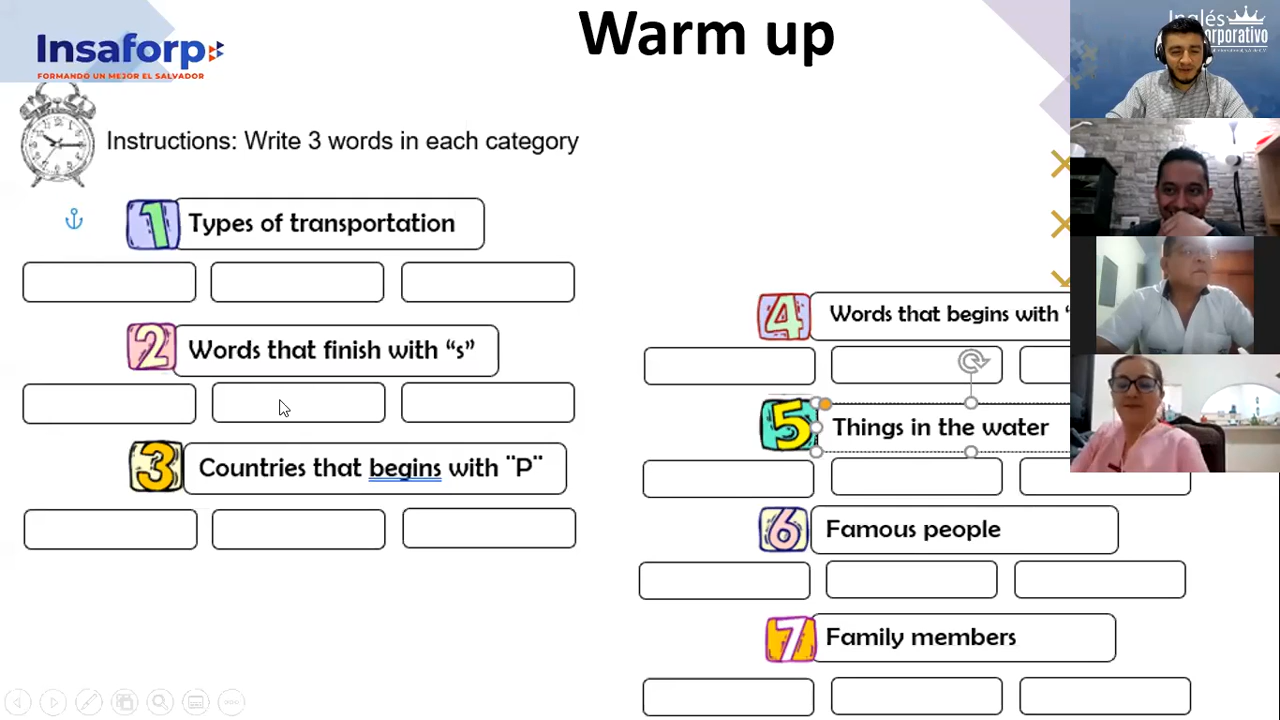 Warm up
Insaforp
FORMANDO UN MEJOR EL SALVADOR
Inglés
orporativo
Instructions: Write 3 words in each category
1 Types of transportation
2 Words that finish with “s”
3 Countries that begins with ¨P¨
4 Words that begins with “
5 Things in the water
6 Famous people
7 Family members